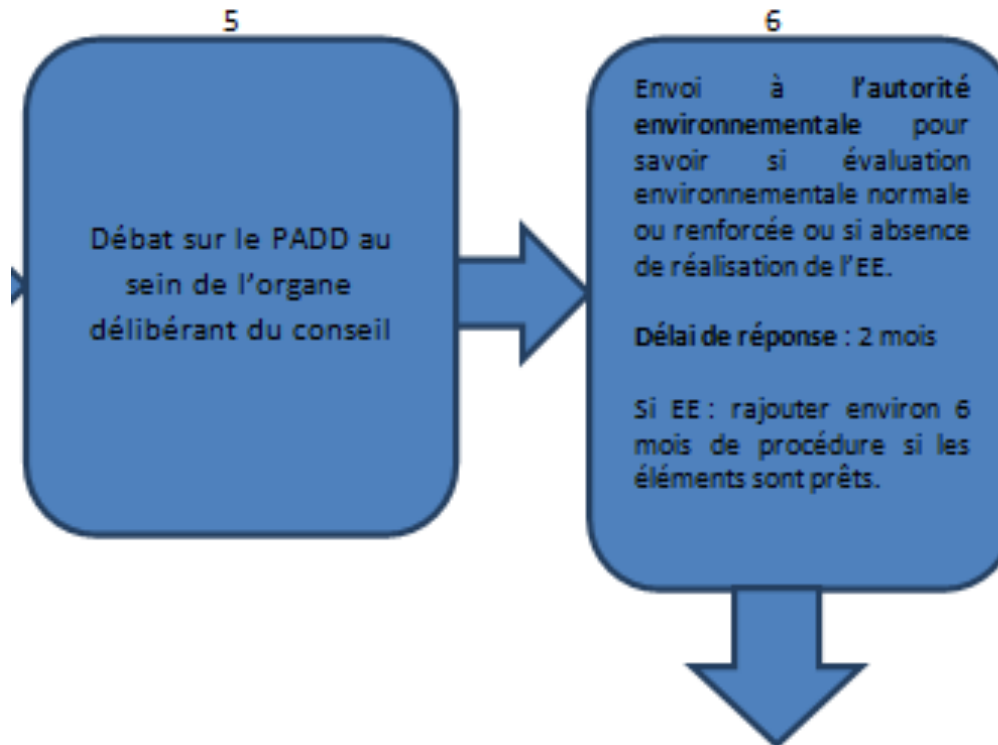 5
Débat sur le PADD au
sein de l'organe
délibérant du conseil
6
Envoi à l'autorité
environnementale pour
savoir si évaluation
environnementale normale
ou renforcée ou si absence
de réalisation de l'EE.
Délai de réponse : 2 mois
Si EE : rajouter environ 6
mois de procédure si les
éléments sont prêts.